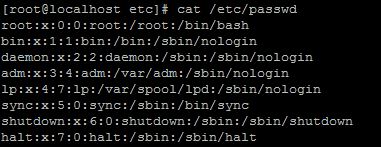 [root@localhost etc]# cat /etc/passwd
root:x:0:0:root:/root:/bin/bash
bin:x:1:1:bin:/bin:/sbin/nologin
daemon:x:2:2:daemon:/sbin:/sbin/nologin
adm:x:3:4:adm:/var/adm:/sbin/nologin
lp:x:4:7:lp:/var/spool/lpd:/sbin/nologin
sync:x:5:0:sync:/sbin:/bin/sync
shutdown:x:6:0:shutdown:/sbin:/sbin/shutdown
halt:x:7:0:halt:/sbin:/sbin/halt